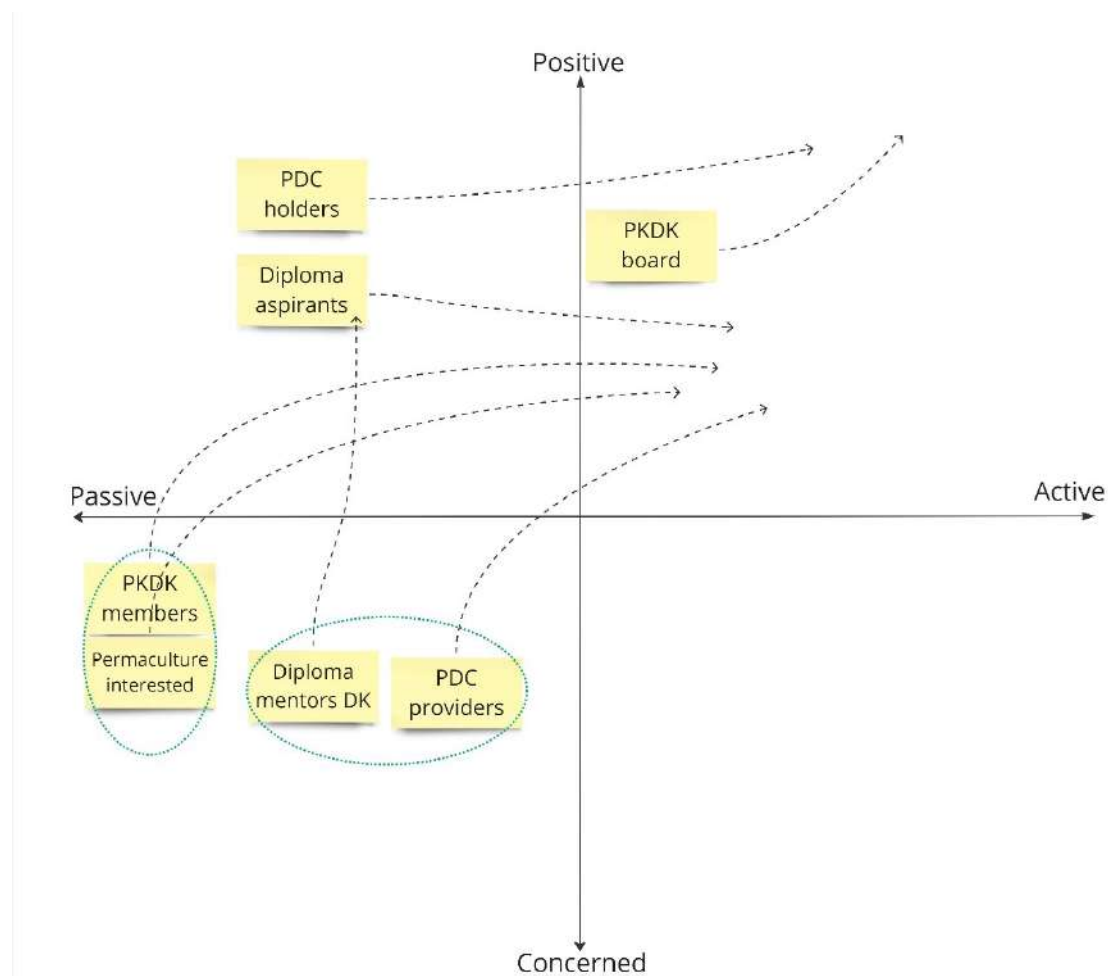 Positive
PDC
holders
PKDK
board
Diploma
aspirants
Passive
Active
PKDK
members
Permaculture
interested
Diploma
mentors DK
PDC
providers
Concerned